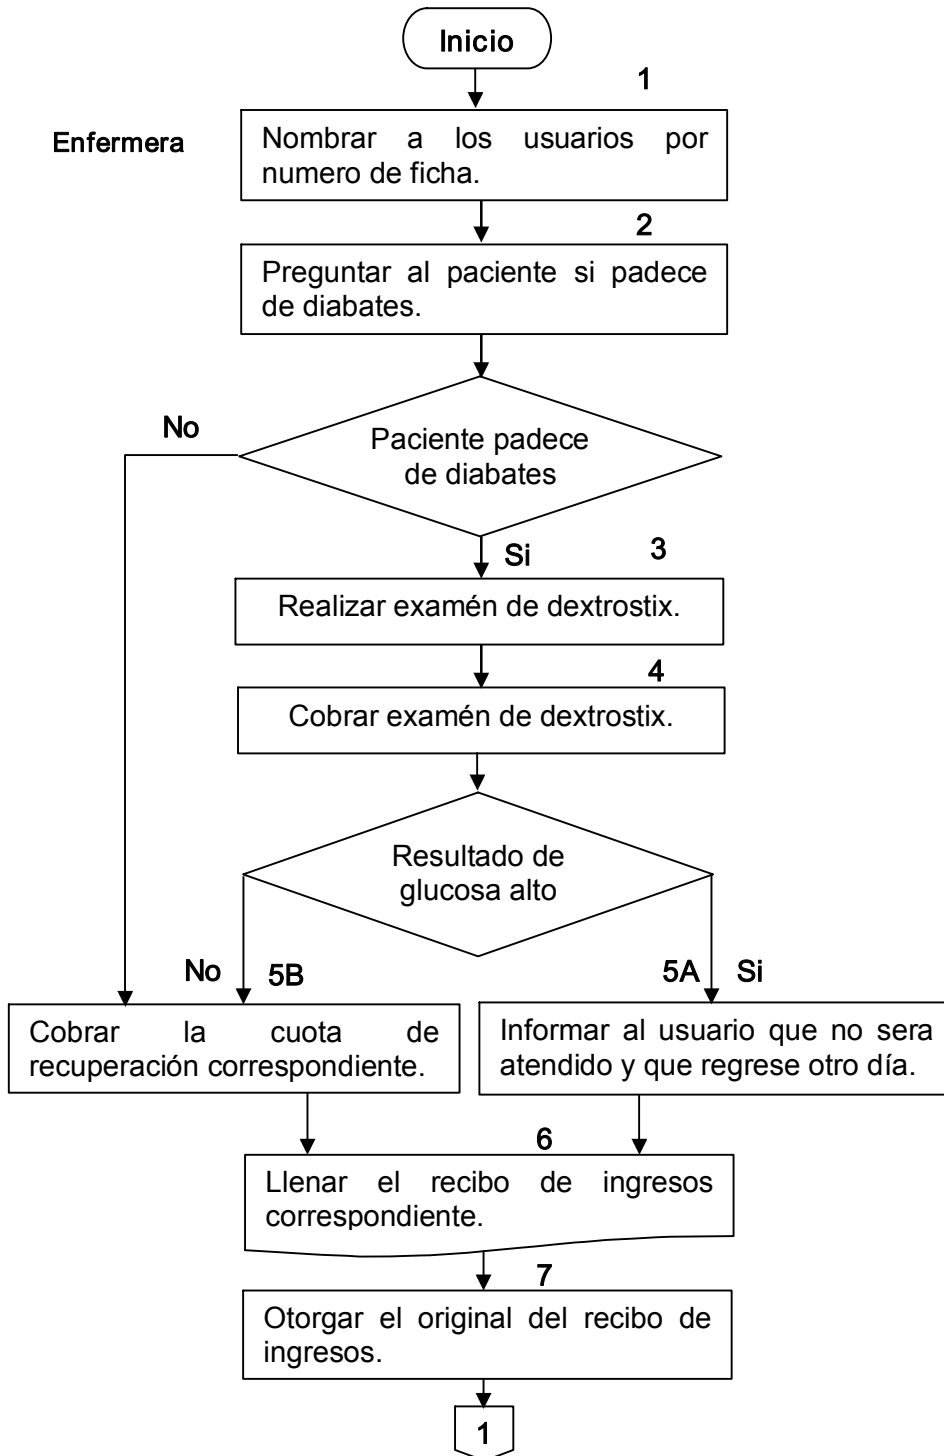 Inicio
1
Enfermera
Nombrar a los usuarios por
numero de ficha.
2
Preguntar al paciente si padece
de diabates.
No
Paciente padece
de diabates
Si
3
Realizar examén de dextrostix.
4
Cobrar examén de dextrostix.
Resultado de
glucosa alto
No
5B
5A
Si
Cobrar la cuota de
recuperación correspondiente.
Informar al usuario que no sera
atendido y que regrese otro día.
6
Llenar el recibo de ingresos
correspondiente.
7
Otorgar el original del recibo de
ingresos.
1